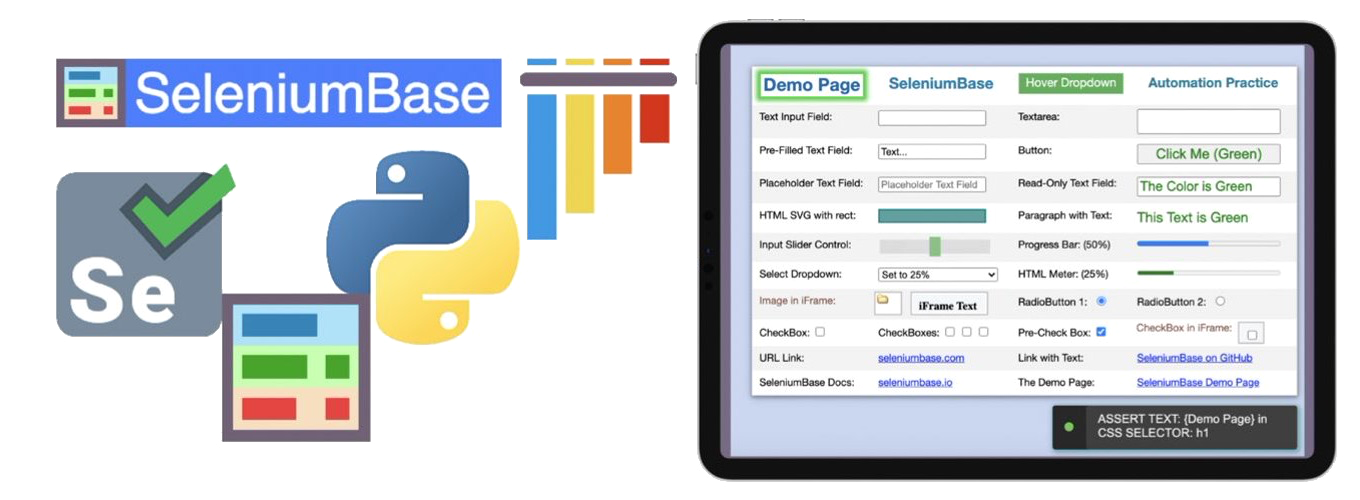 SeleniumBase
Se
Demo Page SeleniumBase Hover Dropdown Automation Practice
Text Input Field: Textarea:
Pre-Filled Text Field: Text... Button: Click Me (Green)
Placeholder Text Field: Placeholder Text Field Read-Only Text Field: The Color is Green
HTML SVG with rect: Paragraph with Text: This Text is Green
Input Slider Control: Progress Bar: (50%)
Select Dropdown: Set to 25% HTML Meter: (25%)
Image in iFrame: iFrame Text RadioButton 1: RadioButton 2:
CheckBox: CheckBoxes: Pre-Check Box: CheckBox in iFrame:
URL Link: seleniumbase.com Link with Text: SeleniumBase on GitHub
SeleniumBase Docs: seleniumbase.io The Demo Page: SeleniumBase Demo Page
ASSERT TEXT: {Demo Page} in
CSS SELECTOR: h1